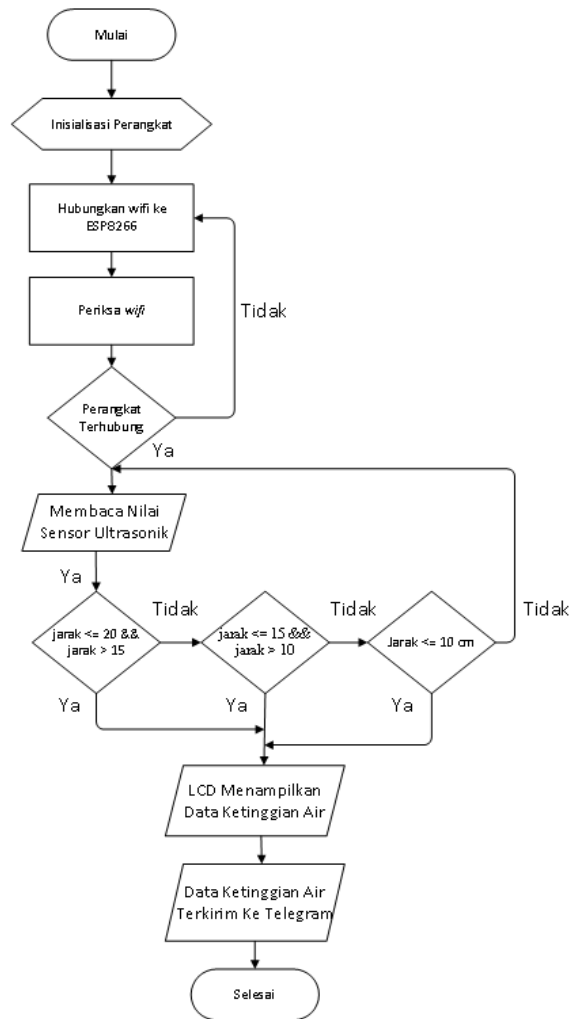 Mulai
Inisialisasi Perangkat
Hubungkan wifi ke
ESP8266
Periksa wifi
Tidak
Perangkat
Terhubung
Ya
Membaca Nilai
Sensor Ultrasonik
Ya
jarak <= 20 &&
jarak > 15
Tidak
jarak <= 15 &&
jarak > 10
Tidak
Jarak <= 10 cm
Tidak
Ya
Ya
Ya
LCD Menampilkan
Data Ketinggian Air
Data Ketinggian Air
Terkirim Ke Telegram
Selesai